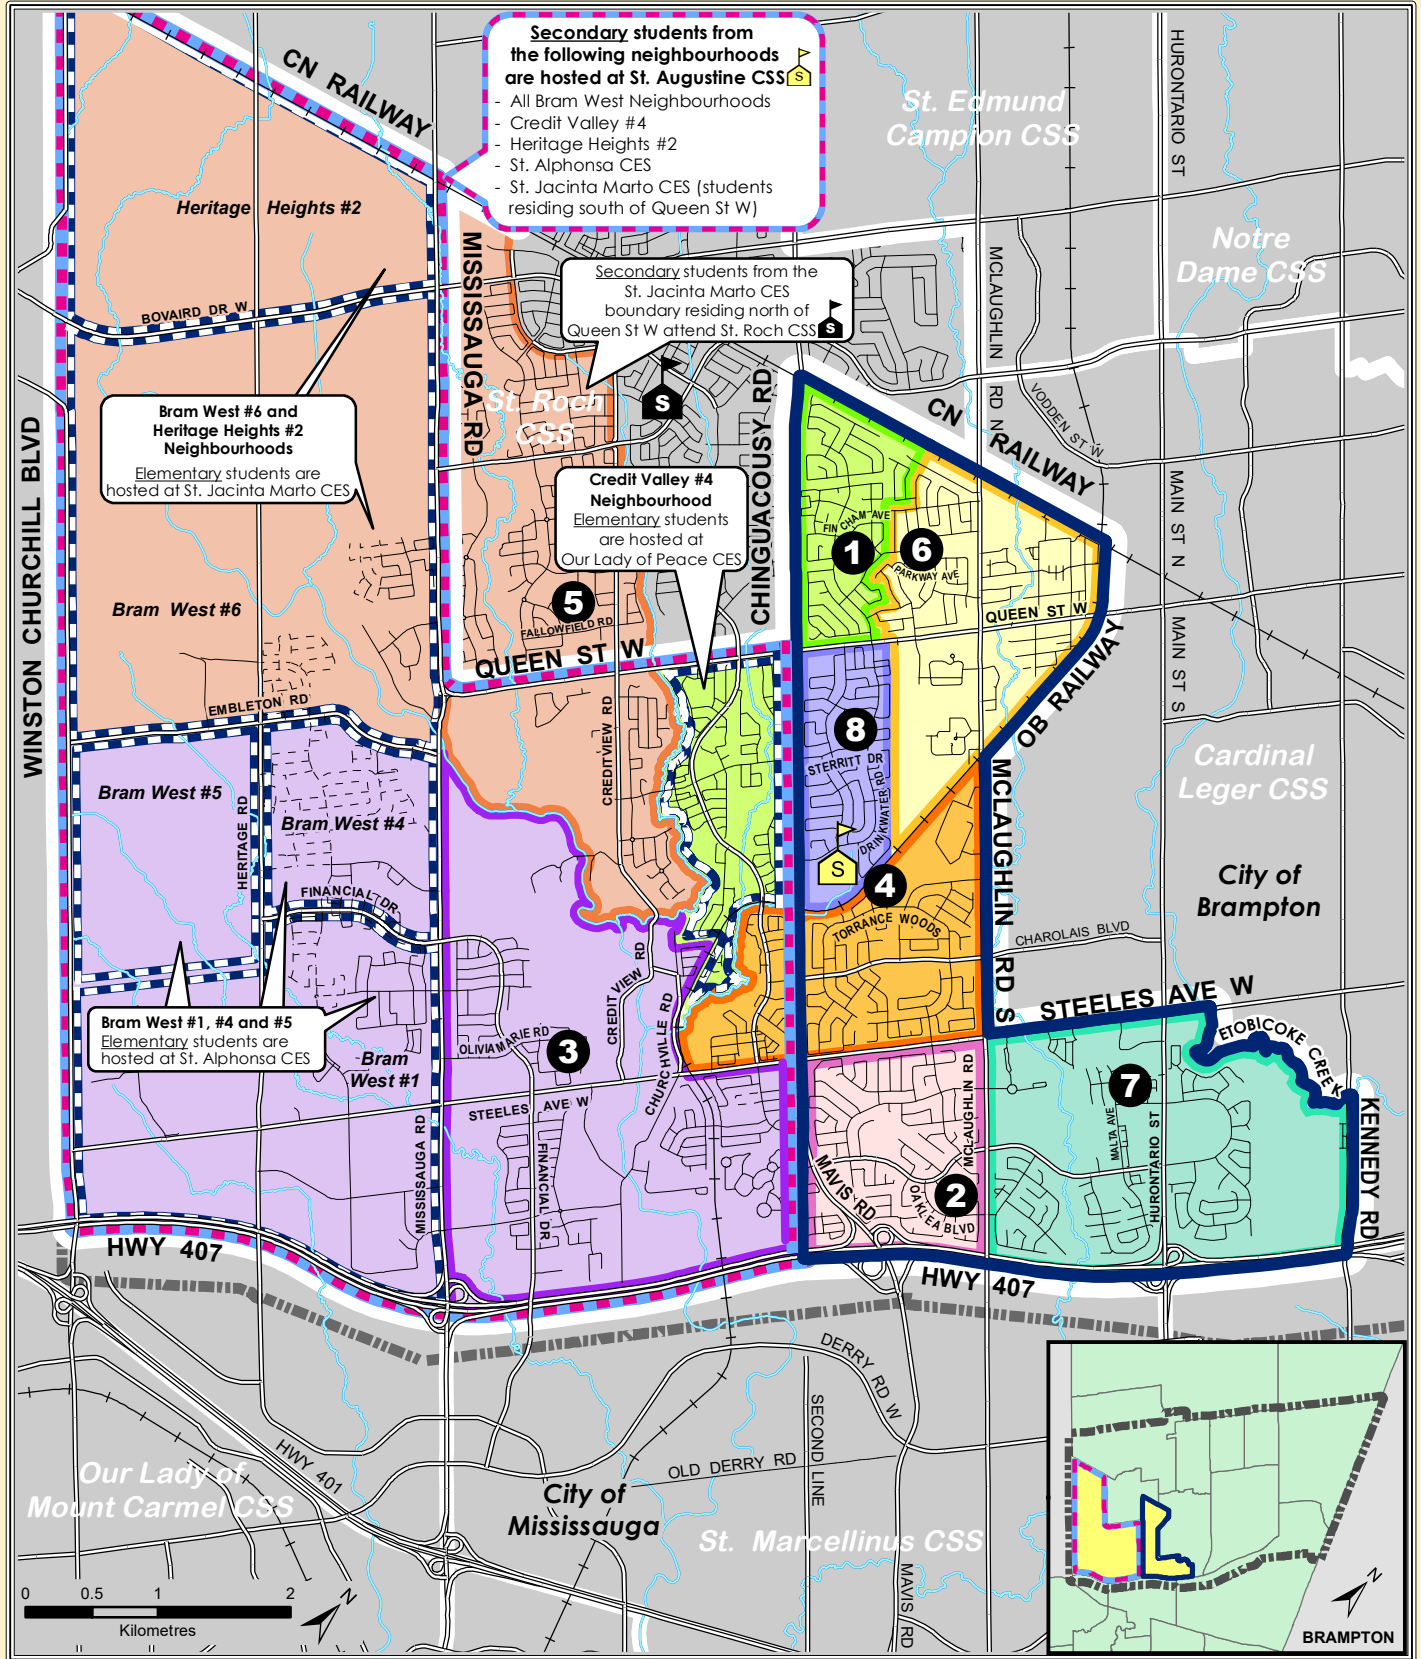 Secondary students from
the following neighbourhoods
are hosted at St. Augustine CSS
S
- All Bram West Neighbourhoods
- Credit Valley #4
- Heritage Heights #2
- St. Alphonsa CES
- St. Jacinta Marto CES (students
residing south of Queen St W)
CN RAILWAY
St. Edmund
Campion CSS
HURONTARIO ST
Heritage Heights #2
MISSISSAUGA RD
MCLAUGHLIN RD N
Notre
Dame CSS
Secondary students from the
St. Jacinta Marto CES
boundary residing north of
Queen St W attend St. Roch CSS
S
BOVAIRD DR W
St. Roch
CSS
S
CHINGUACOUSY RD
CN RAILWAY
VODDEN ST W
WINSTON CHURCHILL BLVD
Bram West #6 and
Heritage Heights #2
Neighbourhoods
Elementary students are
hosted at St. Jacinta Marto CES
Credit Valley #4
Neighbourhood
Elementary students
are hosted at
Our Lady of Peace CES
MAIN ST N
FINCHAM AVE
1
6
PARKWAY AVE
Bram West #6
5
FALLOWFIELD RD
QUEEN ST W
QUEEN ST W
MAIN ST S
OB RAILWAY
EMBLETON RD
CREDITVIEW RD
8
STERRITT DR
DRINKWATER RD
S
Cardinal
Leger CSS
Bram West #5
Bram West #4
HERITAGE RD
FINANCIAL DR
MCLAUGHLIN RD S
4
TORRANCE WOODS
City of
Brampton
CHAROLAIS BLVD
CREDIT VIEW RD
CHURCHVILLE RD
STEELES AVE W
ETOBICOKE CREEK
Bram West #1, #4 and #5
Elementary students are
hosted at St. Alphonsa CES
OLIVIA MARIE RD
3
Bram
West #1
STEELES AVE W
MISSISSAUGA RD
FINANCIAL DR
MCLAUGHLIN RD
7
MALTA AVE
HURONTARIO ST
KENNEDY RD
MAVIS RD
2
OAKLEA BLVD
HWY 407
HWY 407
DERRY RD W
SECOND LINE
OLD DERRY RD
HWY 401
Our Lady of
Mount Carmel CSS
City of
Mississauga
St. Marcellinus CSS
MAVIS RD
0 0.5 1 2
Kilometres
N
N
BRAMPTON